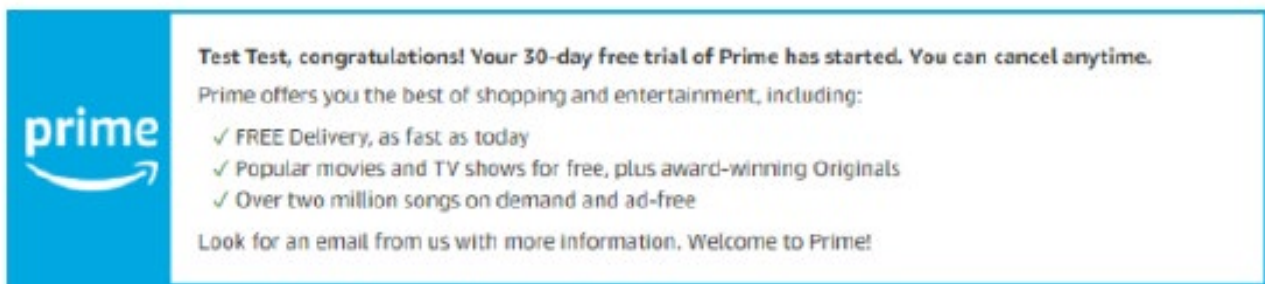 prime
Test Test, congratulations! Your 30-day free trial of Prime has started. You can cancel anytime.
Prime offers you the best of shopping and entertainment, including:
✓ FREE Delivery, as fast as today
✓ Popular movies and TV shows for free, plus award-winning Originals
✓ Over two million songs on demand and ad-free
Look for an email from us with more information. Welcome to Prime!